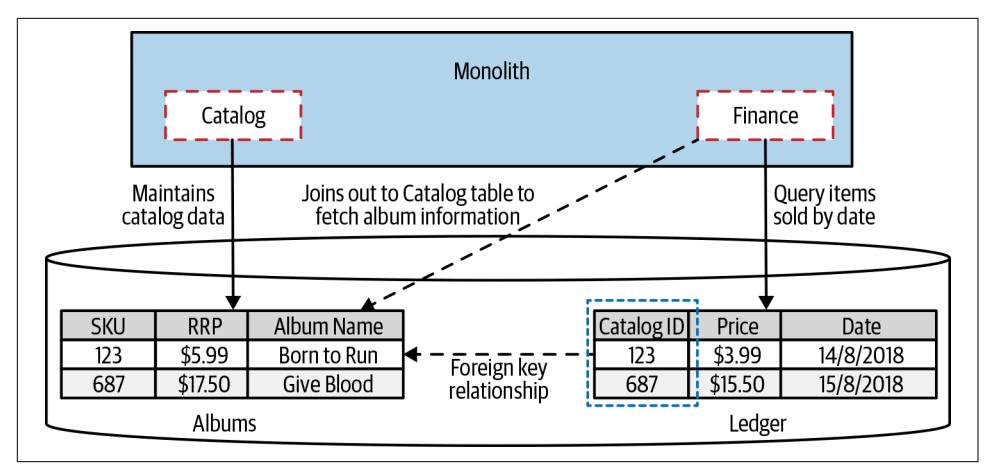 Monolith
Catalog
Finance
Maintains
catalog data
Joins out to Catalog table to
fetch album information
Query items
sold by date
SKU RRP Album Name
123 $5.99 Born to Run
687 $17.50 Give Blood
Albums
Foreign key
relationship
Catalog ID Price Date
123 $3.99 14/8/2018
687 $15.50 15/8/2018
Ledger